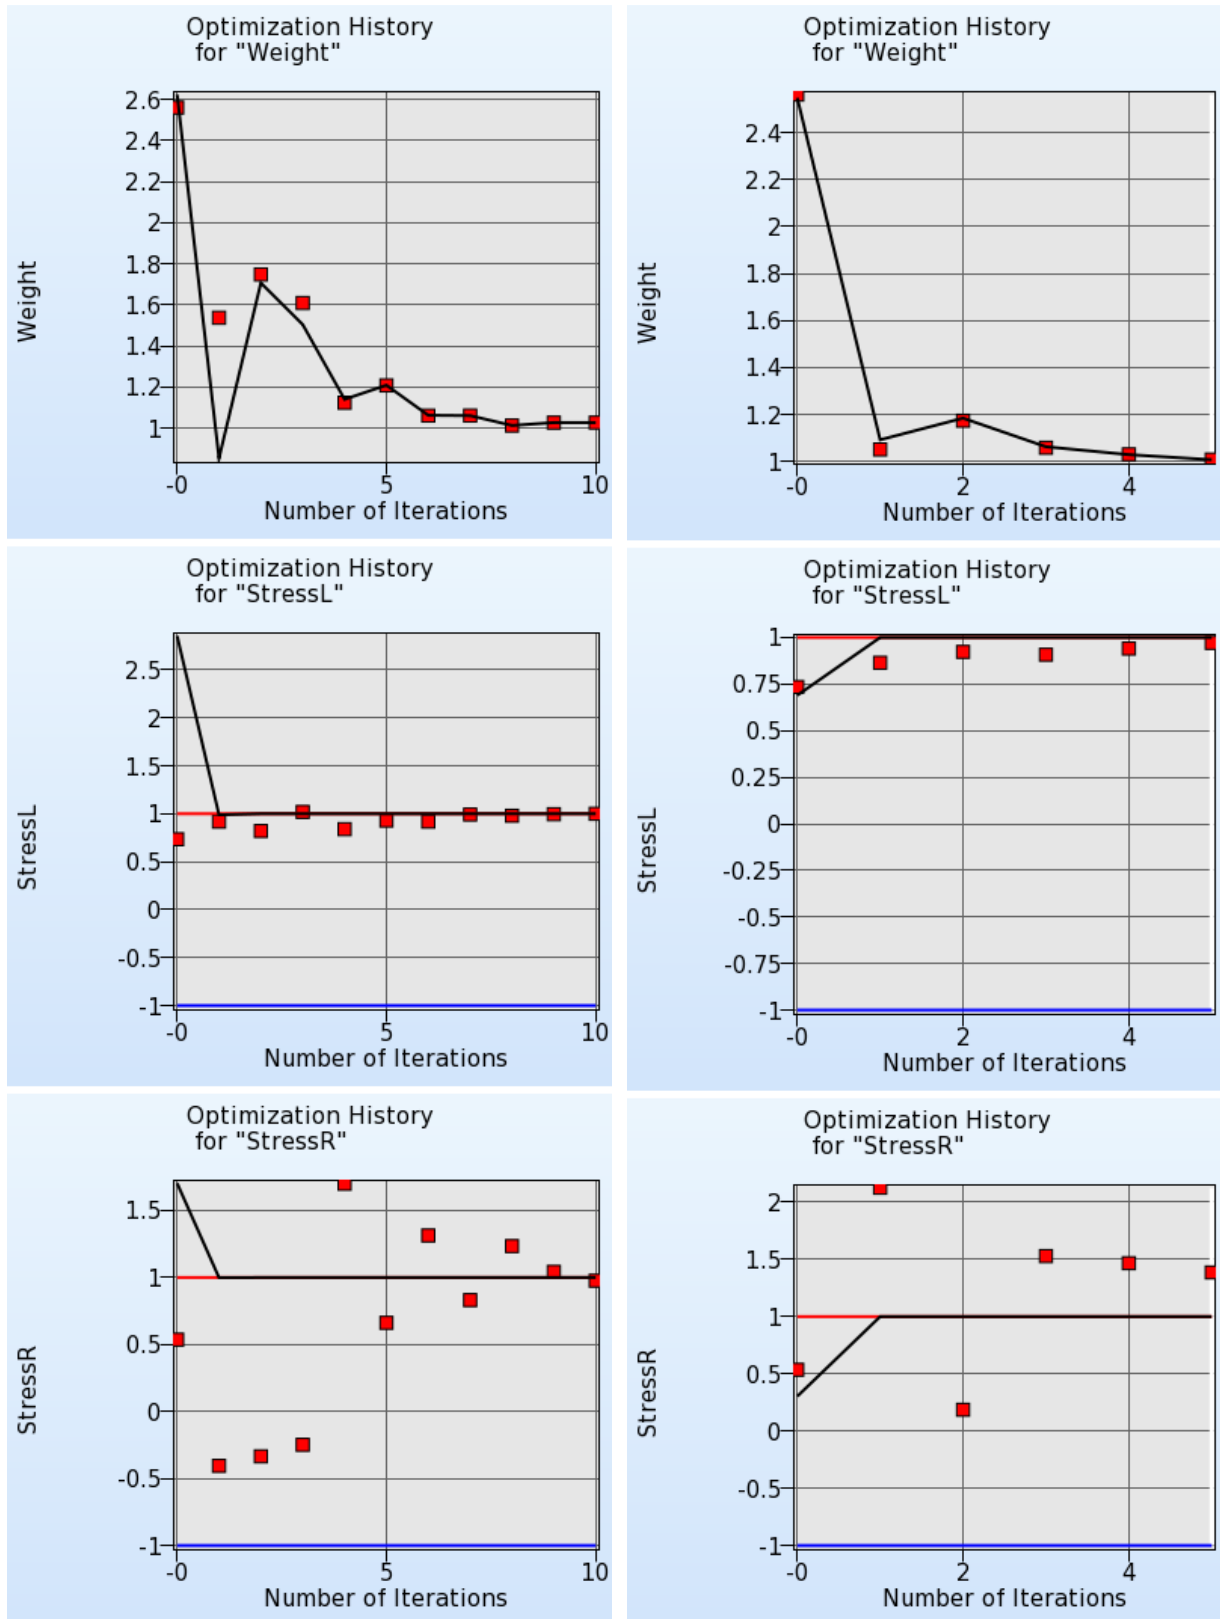 Optimization History
for "Weight"
Weight
2.6
2.4
2.2
2
1.8
1.6
1.4
1.2
1
-0
5
10
Number of Iterations
Optimization History
for "Weight"
Weight
2.4
2.2
2
1.8
1.6
1.4
1.2
1
-0
2
4
Number of Iterations
Optimization History
for "StressL"
StressL
2.5
2
1.5
1
0.5
0
-0.5
-1
-0
5
10
Number of Iterations
Optimization History
for "StressL"
StressL
1
0.75
0.5
0.25
0
-0.25
-0.5
-0.75
-1
-0
2
4
Number of Iterations
Optimization History
for "StressR"
StressR
1.5
1
0.5
0
-0.5
-1
-0
5
10
Number of Iterations
Optimization History
for "StressR"
StressR
2
1.5
1
0.5
0
-0.5
-1
-0
2
4
Number of Iterations